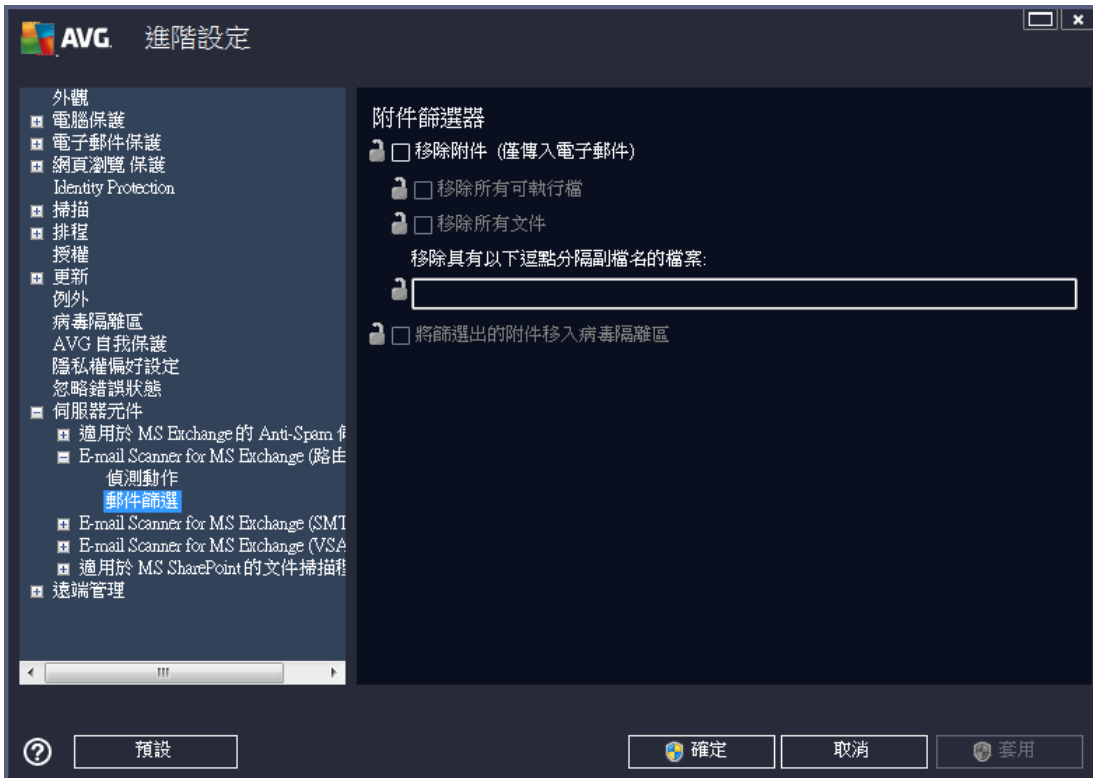 AVG. 進階設定
外觀
電腦保護
電子郵件保護
網頁瀏覽 保護
Identity Protection
掃描
排程
授權
更新
例外
病毒隔離區
AVG 自我保護
隱私權偏好設定
忽略錯誤狀態
伺服器元件
適用於 MS Exchange 的 Anti-Spam
E-mail Scanner for MS Exchange (路由
偵測動作
郵件篩選
E-mail Scanner for MS Exchange (SMT
E-mail Scanner for MS Exchange (VSA
適用於 MS SharePoint 的文件掃描程
遠端管理
附件篩選器
移除附件 (僅傳入電子郵件)
移除所有可執行檔
移除所有文件
移除具有以下逗點分隔副檔名的檔案:
將篩選出的附件移入病毒隔離區
? 預設 確定 取消 套用